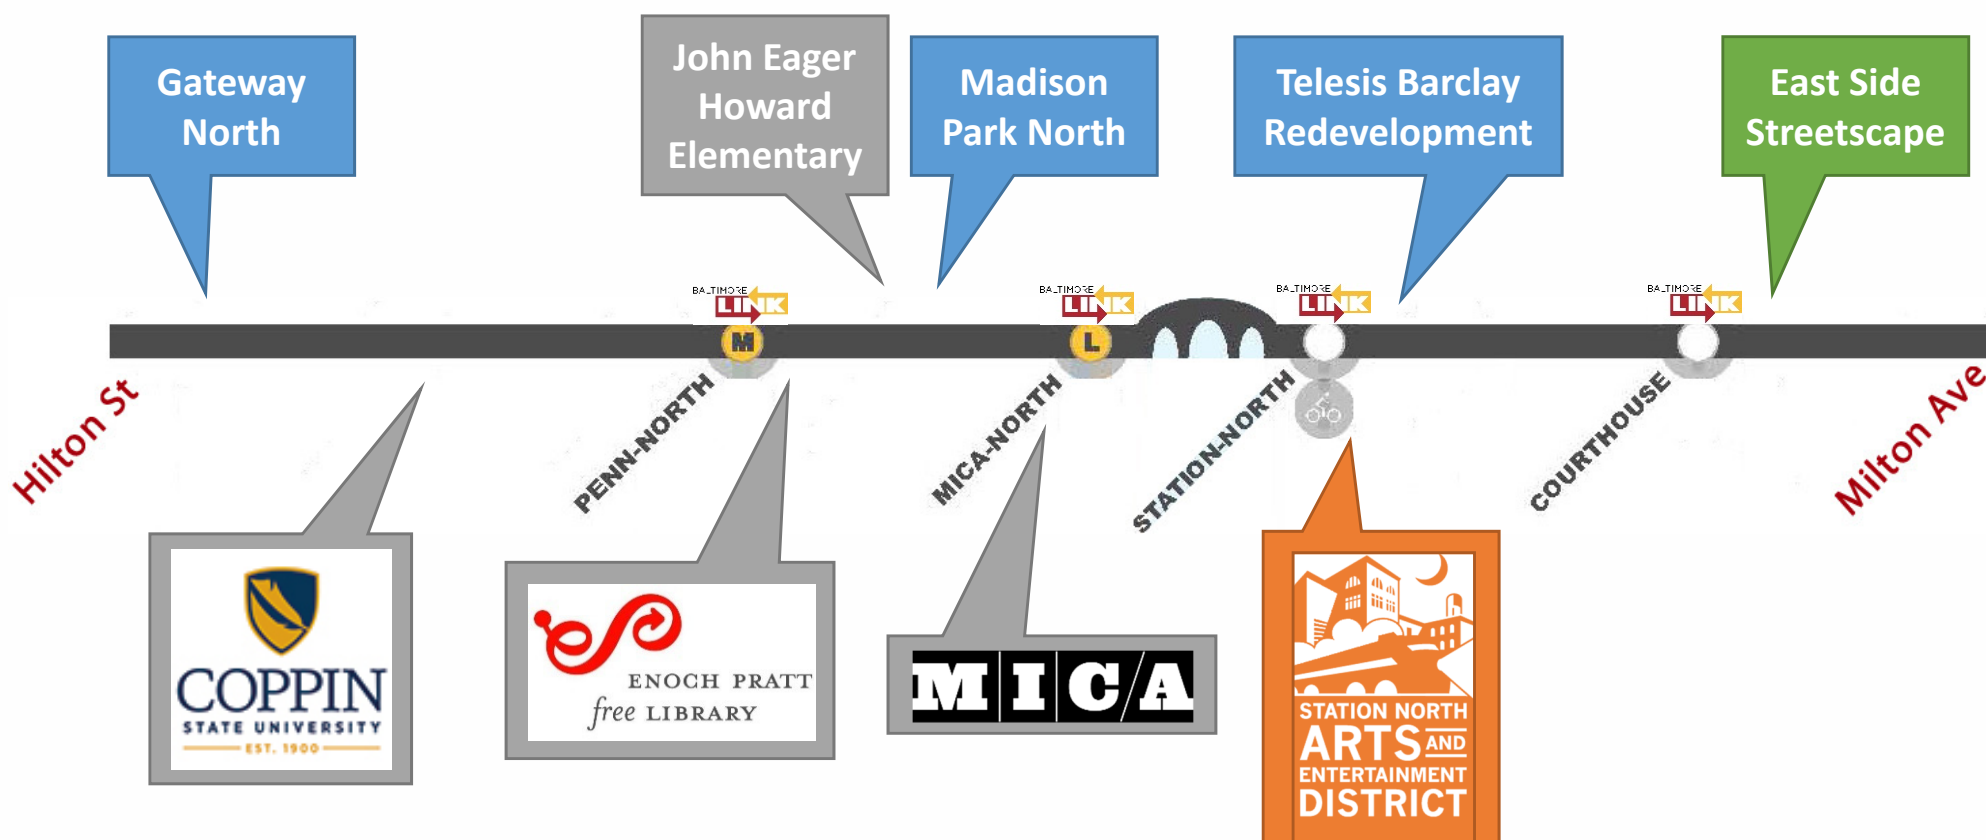 Gateway
North
John Eager
Howard
Elementary
Madison
Park North
Telesis Barclay
Redevelopment
East Side
Streetscape
BALTIMORE
LINK
BALTIMORE
LINK
BALTIMORE
LINK
BALTIMORE
LINK
M
L
Hilton St
PENN-NORTH
MICA-NORTH
STATION-NORTH
COURTHOUSE
Milton Ave
COPPIN
STATE UNIVERSITY
EST. 1900
ENOCH PRATT
free LIBRARY
MICA
STATION NORTH
ARTS AND
ENTERTAINMENT
DISTRICT